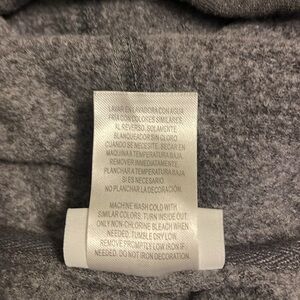 LAVAR EN LAVADORA CON AGUA
FRIA CON COLORES SIMILARES
AL REVERSO. SOLAMENTE
BLANQUEADOR SIN CLORO
CUANDO SE NECESITE. SECAR EN
MAQUINA A TEMPERATURA BAJA.
REMOVER INMEDIATAMENTE.
PLANCHAR A TEMPERATURA BAJA
SI ES NECESARIO.
NO PLANCHAR LA DECORACIÓN.
MACHINE WASH COLD WITH
SIMILAR COLORS. TURN INSIDE OUT.
ONLY NON-CHLORINE BLEACH WHEN
NEEDED. TUMBLE DRY LOW.
REMOVE PROMPTLY. LOW IRON IF
NEEDED. DO NOT IRON DECORATION.